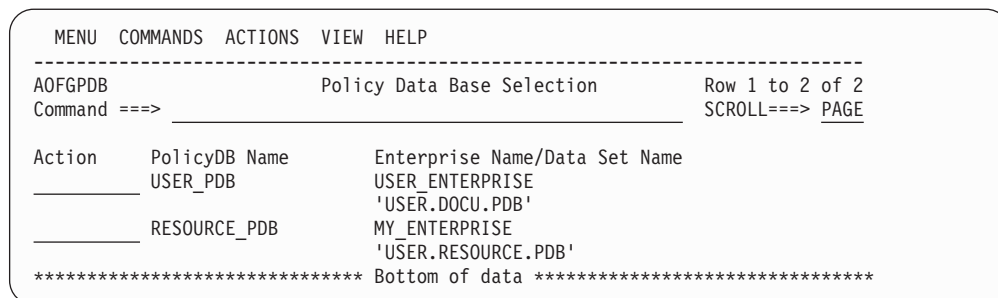 MENU COMMANDS ACTIONS VIEW HELP
-------------------------------------------------------------------------------
AOFGPDB Policy Data Base Selection Row 1 to 2 of 2
Command ===> SCROLL===> PAGE
Action PolicyDB Name Enterprise Name/Data Set Name
USER_PDB USER_ENTERPRISE
'USER.DOCU.PDB'
RESOURCE_PDB MY_ENTERPRISE
'USER.RESOURCE.PDB'
******************************* Bottom of data ********************************